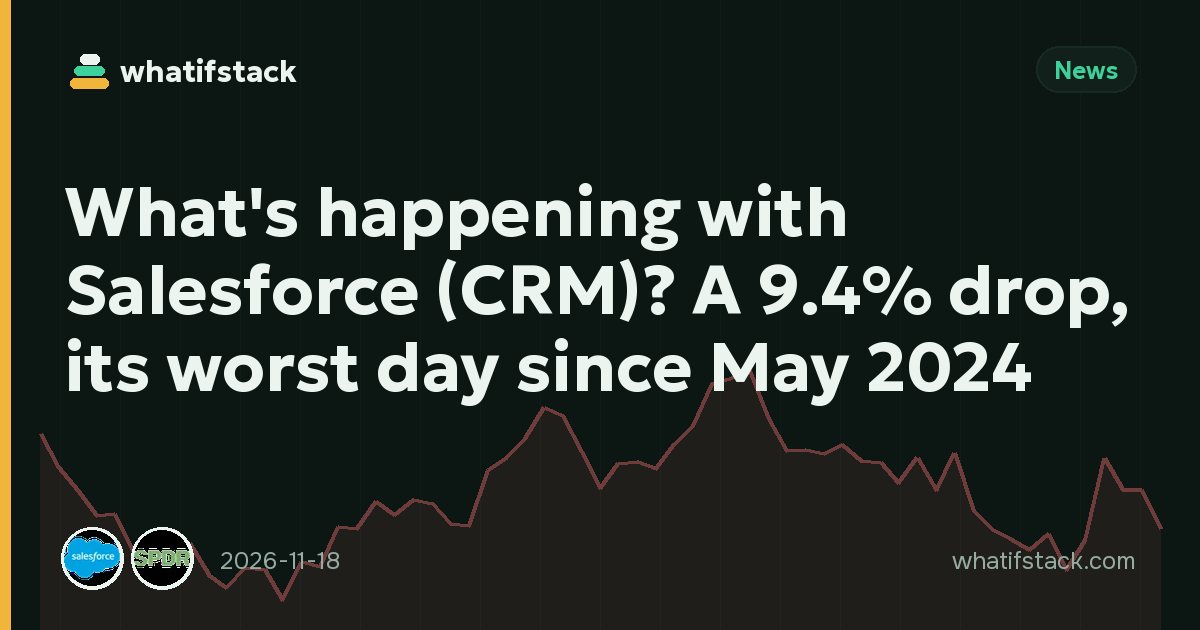 whatifstack
News
What's happening with
Salesforce (CRM)? A 9.4% drop,
its worst day since May 2024
salesforce
SPDR
2026-11-18
whatifstack.com